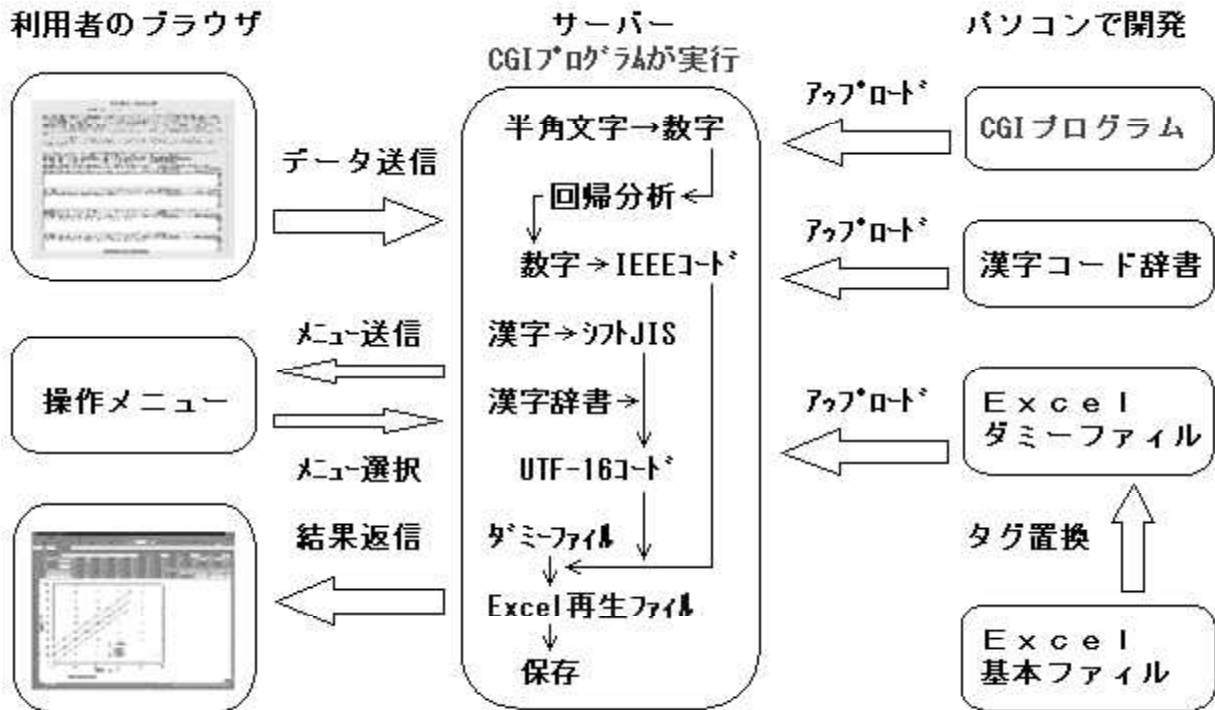 利用者のブラウザ
データ送信
メニュー送信
操作メニュー
メニュー選択
結果返信
サーバー
CGIプログラムが実行
半角文字→数字
回帰分析
数字→IEEEコード
漢字→シフトJIS
漢字辞書→
UTF-16コード
ダミーファイル
Excel再生ファイル
保存
パソコンで開発
アップロード
CGIプログラム
アップロード
漢字コード辞書
アップロード
Excel
ダミーファイル
タグ置換
Excel
基本ファイル